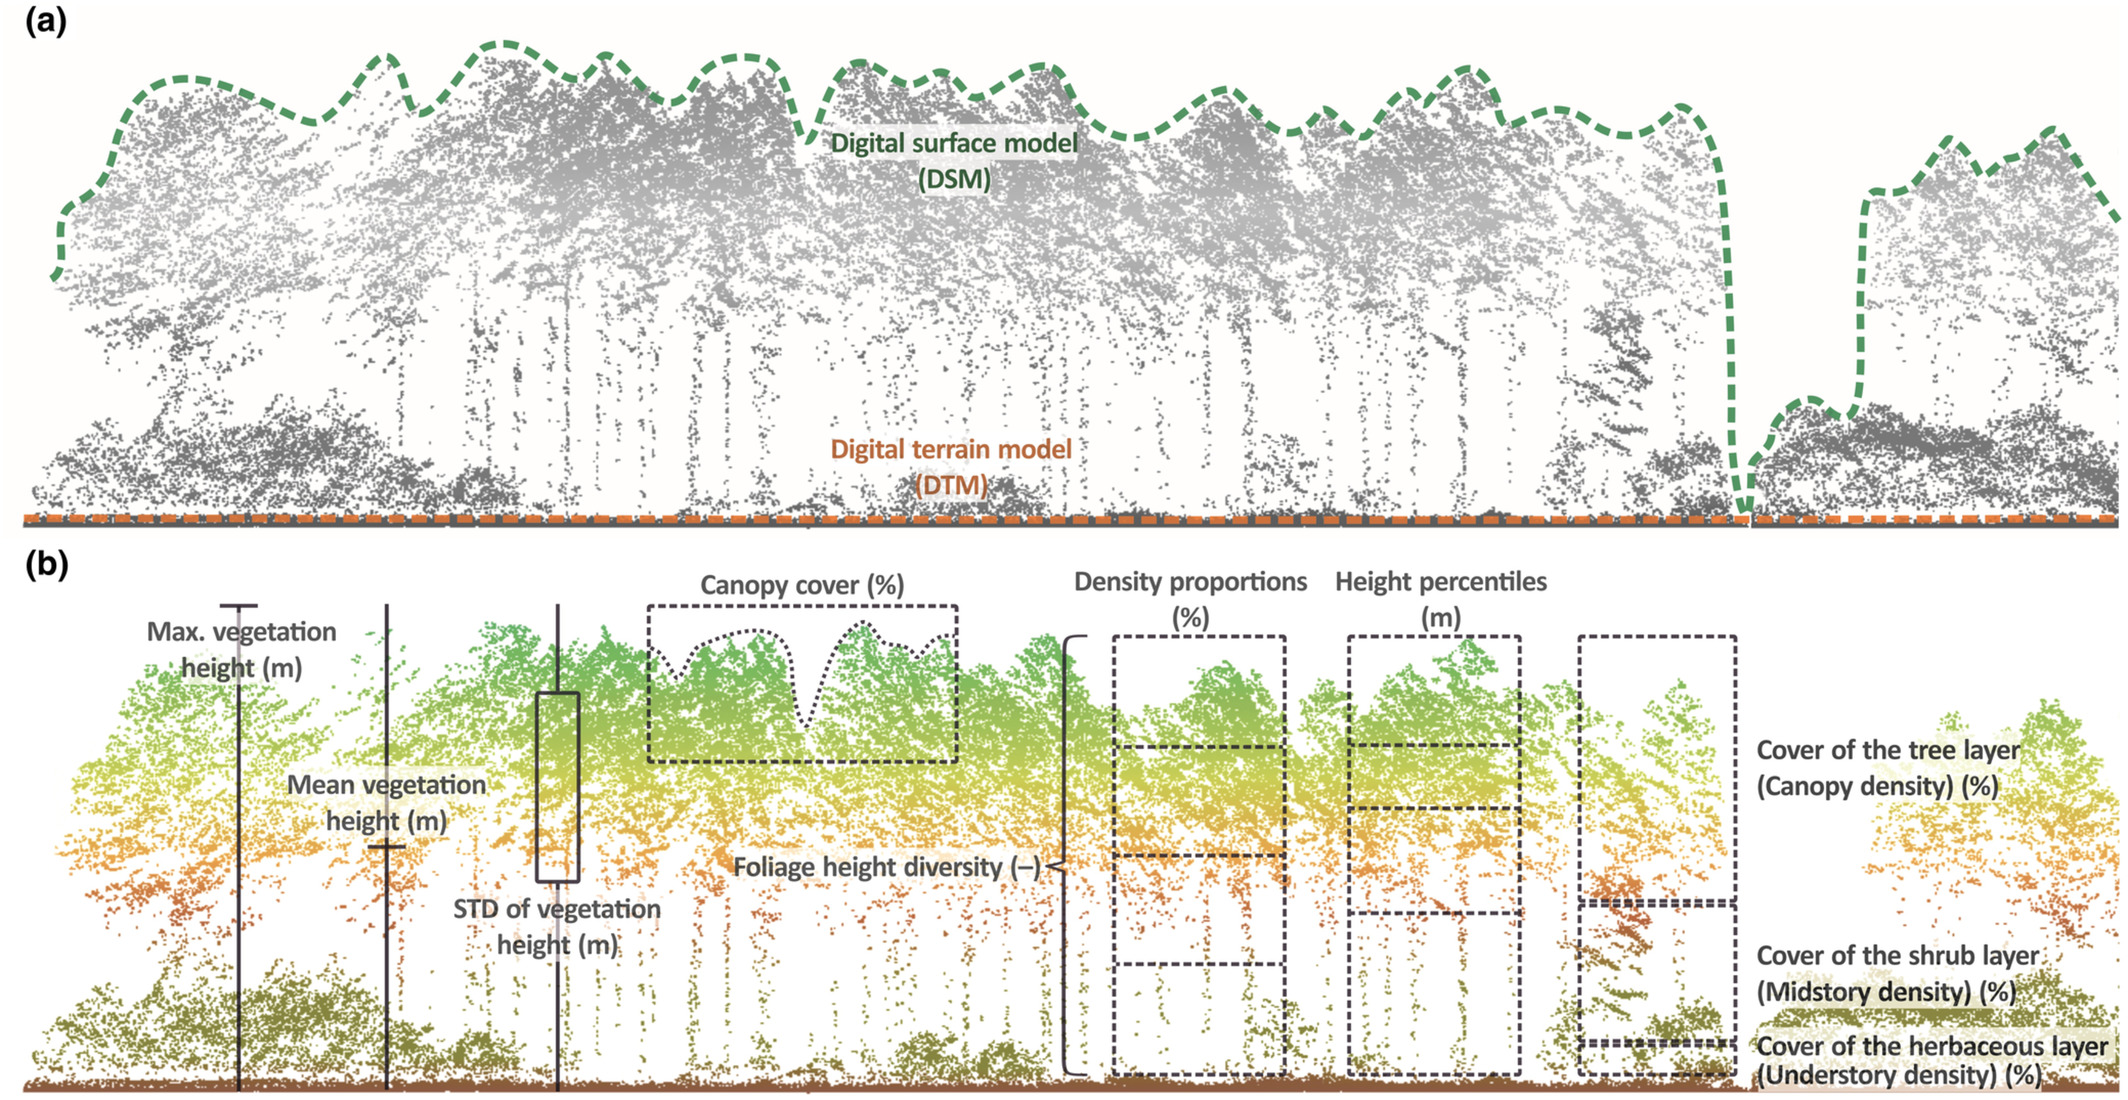 (a)
Digital surface model
(DSM)
Digital terrain model
(DTM)
(b)
Canopy cover (%)
Density proportions
(%)
Height percentiles
(m)
Max. vegetation
height (m)
Mean vegetation
height (m)
STD of vegetation
height (m)
Foliage height diversity (–)
Cover of the tree layer
(Canopy density) (%)
Cover of the shrub layer
(Midstory density) (%)
Cover of the herbaceous layer
(Understory density) (%)